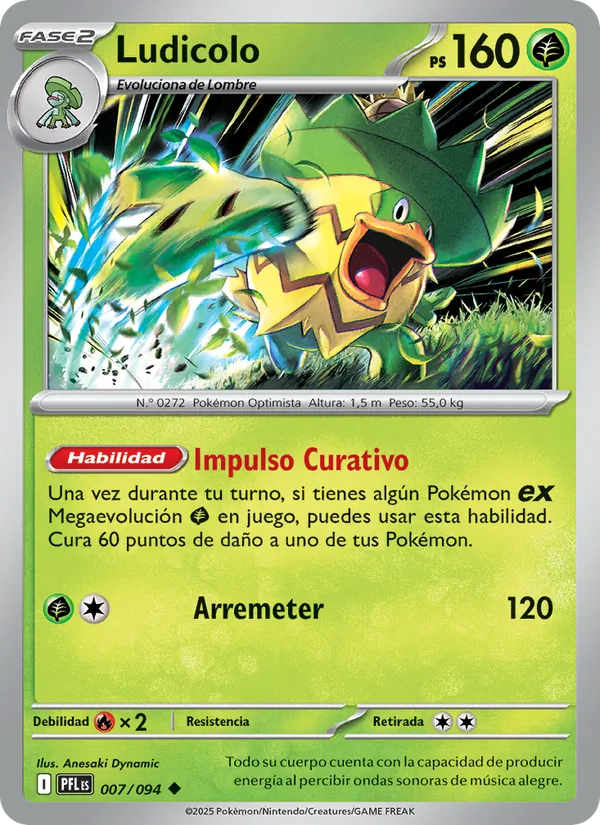 FASE 2
Ludicolo
PS 160
Evoluciona de Lombre
N.º 0272 Pokémon Optimista Altura: 1,5 m Peso: 55,0 kg
Habilidad Impulso Curativo
Una vez durante tu turno, si tienes algún Pokémon ex
Megaevolución en juego, puedes usar esta habilidad.
Cura 60 puntos de daño a uno de tus Pokémon.
Arremeter 120
Debilidad ×2 Resistencia Retirada
Ilus. Anesaki Dynamic
Todo su cuerpo cuenta con la capacidad de producir
energía al percibir ondas sonoras de música alegre.
I PFL ES 007/094
©2025 Pokémon/Nintendo/Creatures/GAME FREAK